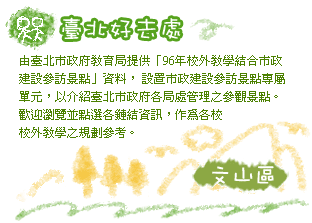 臺北好去處
由臺北市政府教育局提供「96年校外教學結合市政
建設參訪景點」資料， 設置市政建設參訪景點專屬
單元，以介紹臺北市政府各局處管理之參觀景點。
歡迎瀏覽並點選各鏈結資訊，作為各校
校外教學之規劃參考。
文山區